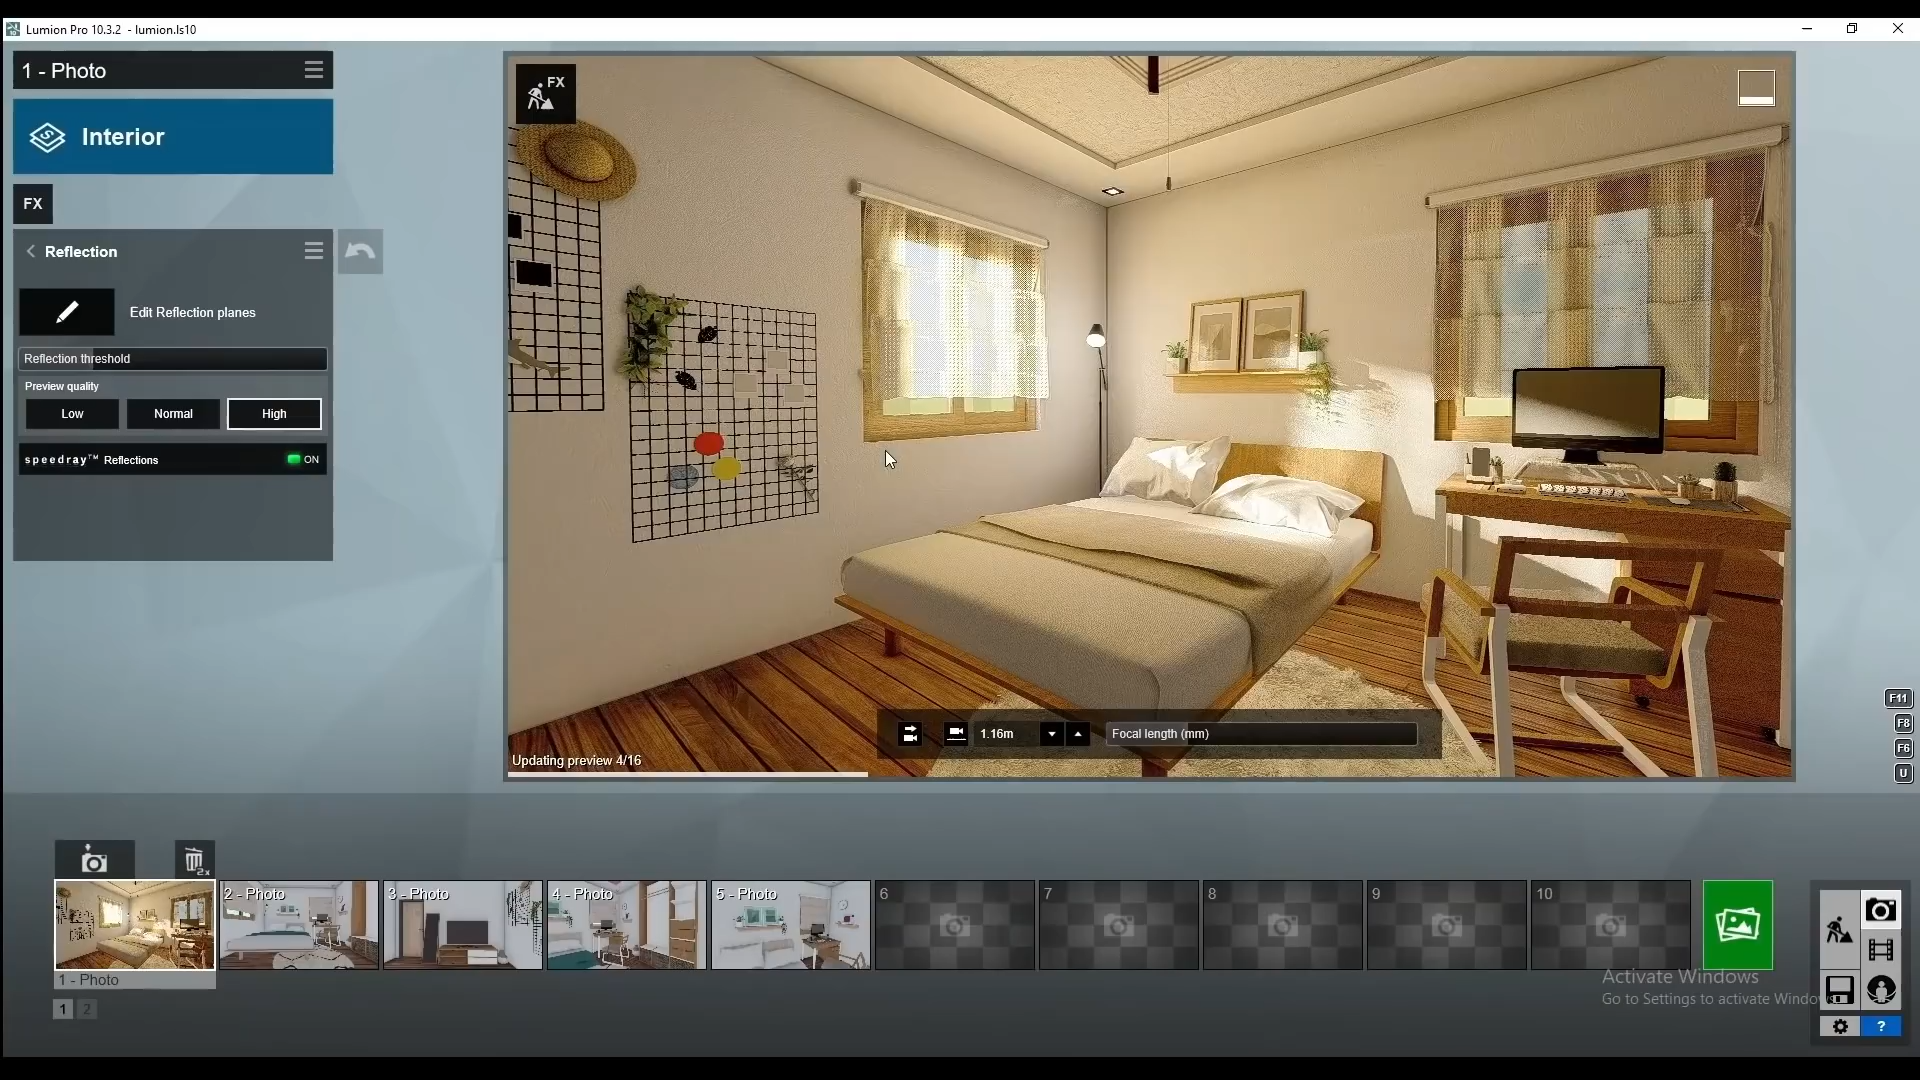 Lumion Pro 10.3.2 - lumion.ls10
1 - Photo
Interior
FX
Reflection
Edit Reflection planes
Reflection threshold
Preview quality
Low
Normal
High
speedray™ Reflections
ON
FX
1.16m
Focal length (mm)
Updating preview 4/16
F11
F8
F6
U
2x
2 - Photo
3 - Photo
4 - Photo
5 - Photo
6
7
8
9
10
1 - Photo
1
2
Activate Windows
Go to Settings to activate Windows
?